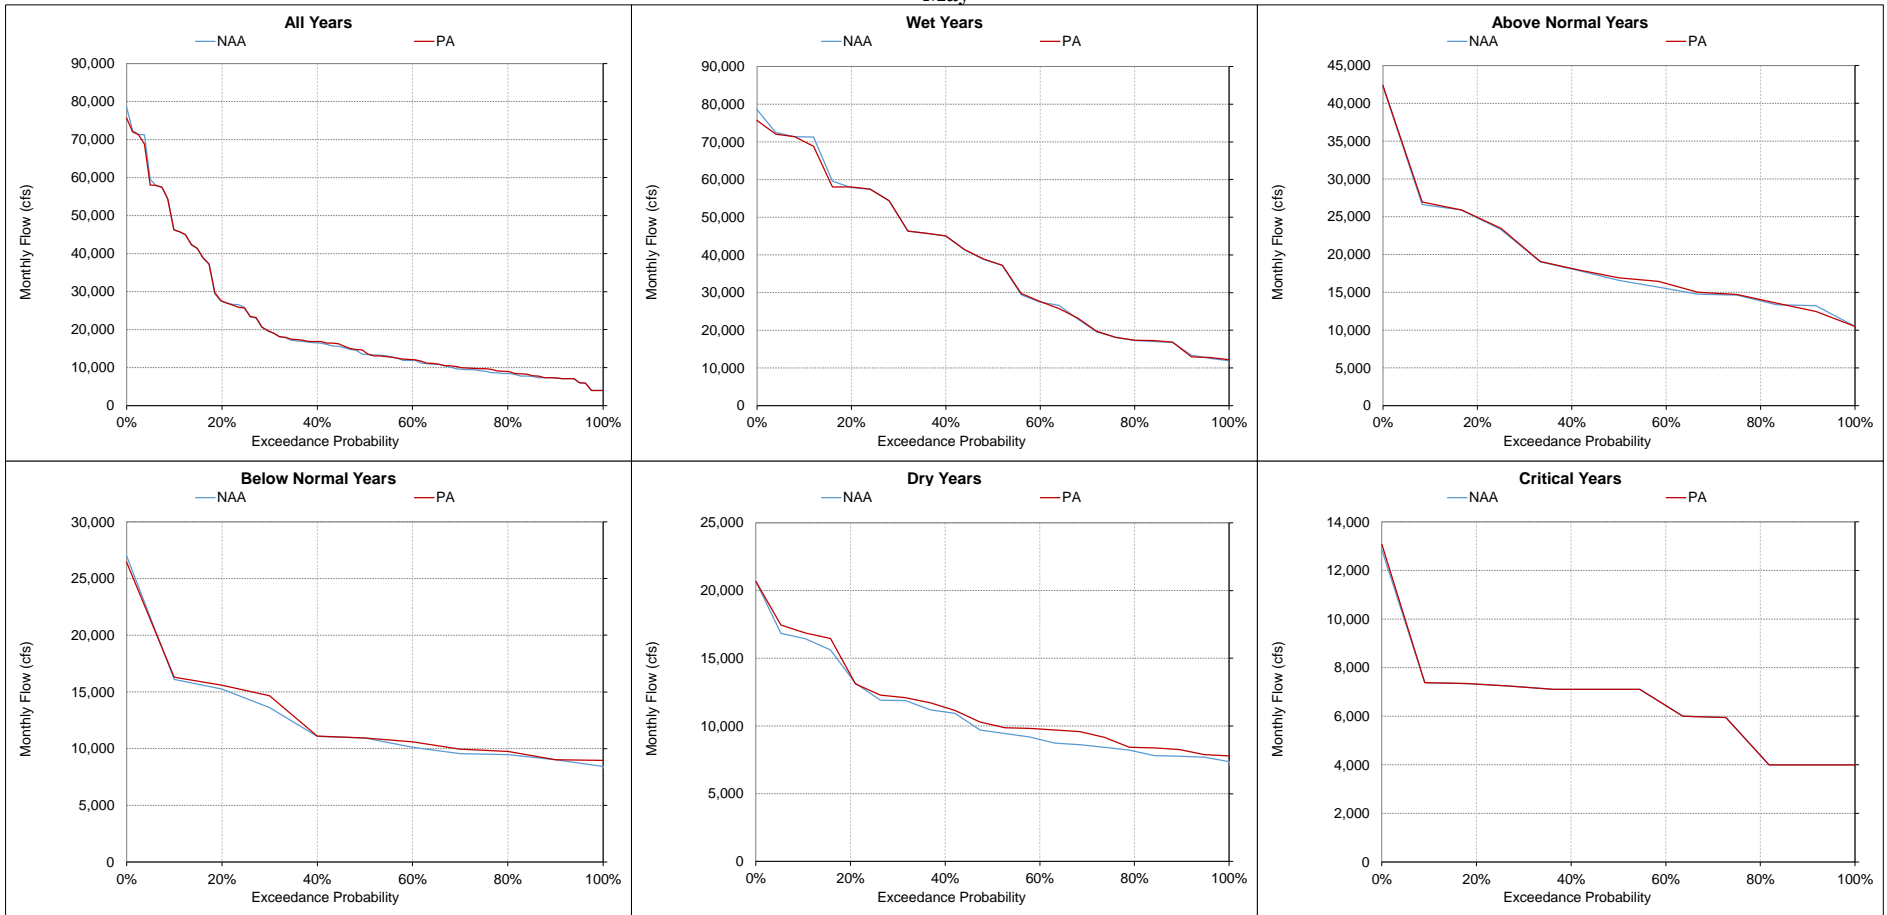 May
All Years
NAA PA
90,000
80,000
70,000
60,000
50,000
40,000
30,000
20,000
10,000
0
Monthly Flow (cfs)
0% 20% 40% 60% 80% 100%
Exceedance Probability
Wet Years
NAA PA
90,000
80,000
70,000
60,000
50,000
40,000
30,000
20,000
10,000
0
Monthly Flow (cfs)
0% 20% 40% 60% 80% 100%
Exceedance Probability
Above Normal Years
NAA PA
45,000
40,000
35,000
30,000
25,000
20,000
15,000
10,000
5,000
0
Monthly Flow (cfs)
0% 20% 40% 60% 80% 100%
Exceedance Probability
Below Normal Years
NAA PA
30,000
25,000
20,000
15,000
10,000
5,000
0
Monthly Flow (cfs)
0% 20% 40% 60% 80% 100%
Exceedance Probability
Dry Years
NAA PA
25,000
20,000
15,000
10,000
5,000
0
Monthly Flow (cfs)
0% 20% 40% 60% 80% 100%
Exceedance Probability
Critical Years
NAA PA
14,000
12,000
10,000
8,000
6,000
4,000
2,000
0
Monthly Flow (cfs)
0% 20% 40% 60% 80% 100%
Exceedance Probability